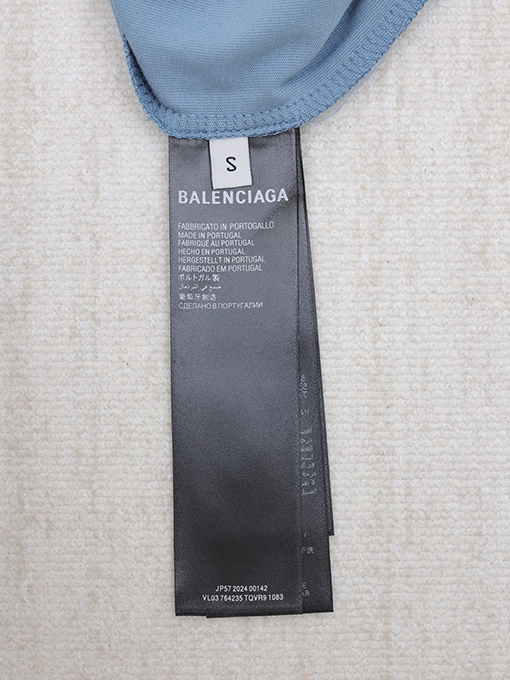 S
BALENCIAGA
FABBRICATO IN PORTOGALLO
MADE IN PORTUGAL
FABRIQUÉ AU PORTUGAL
HECHO EN PORTUGAL
HERGESTELLT IN PORTUGAL
FABRICADO EM PORTUGAL
ポルトガル製
صنع في البرتغال
葡萄牙制造
СДЕЛАНО В ПОРТУГАЛИИ
JP57 2024 00142
VL03 764235 TQVR9 1083